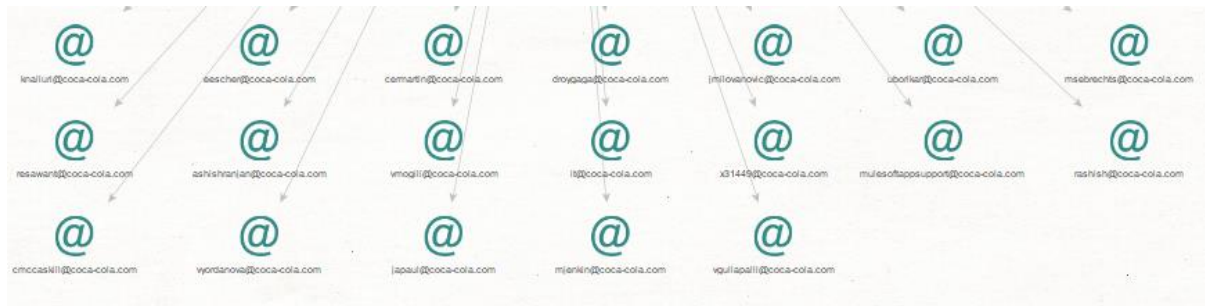 @ @ @ @ @ @ @
knalluri@coca-cola.com eescher@coca-cola.com cermartin@coca-cola.com droygaga@coca-cola.com jmilovanovic@coca-cola.com uborikar@coca-cola.com msebrechts@coca-cola.com
@ @ @ @ @ @ @
resawant@coca-cola.com ashishranjan@coca-cola.com vmogili@coca-cola.com it@coca-cola.com x31449@coca-cola.com mulesoftappsupport@coca-cola.com rashish@coca-cola.com
@ @ @ @ @
cmccaskill@coca-cola.com vyordanova@coca-cola.com japaul@coca-cola.com mjenkin@coca-cola.com vgullapalli@coca-cola.com